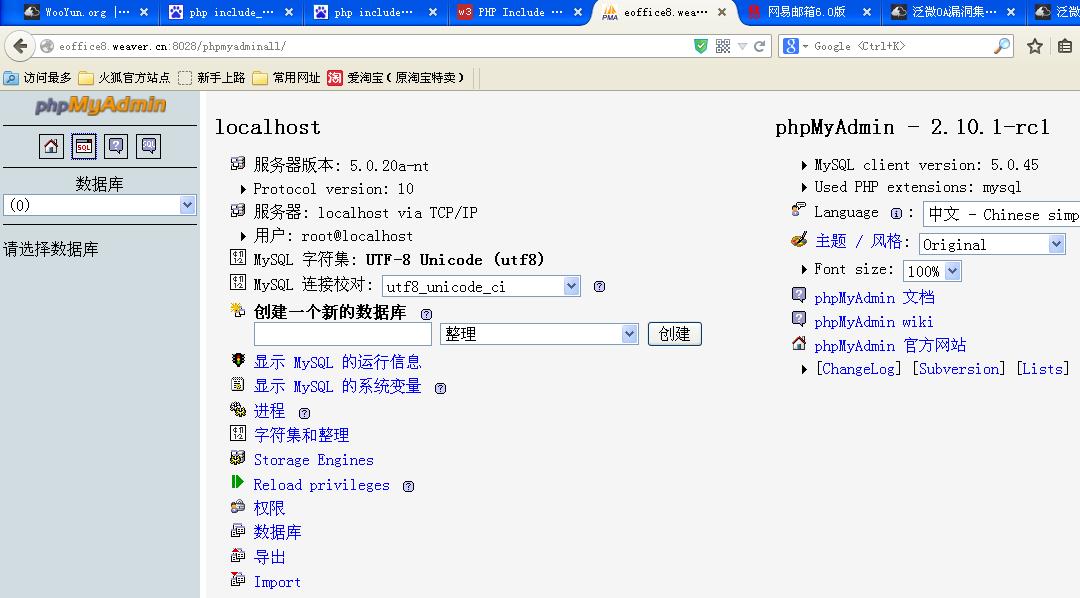 WooYun.org |… php include_… php include… PHP Include … eoffice8.wea… 网易邮箱6.0版 泛微OA漏洞集… 泛微
eoffice8.weaver.cn:8028/phpmyadminall/ Google <Ctrl+K>
访问最多 火狐官方站点 新手上路 常用网址 爱淘宝(原淘宝特卖)
phpMyAdmin
SQL SQL
数据库
(0)
请选择数据库
localhost
服务器版本: 5.0.20a-nt
Protocol version: 10
服务器: localhost via TCP/IP
用户: root@localhost
MySQL 字符集: UTF-8 Unicode (utf8)
MySQL 连接校对: utf8_unicode_ci
创建一个新的数据库
整理 创建
显示 MySQL 的运行信息
显示 MySQL 的系统变量
进程
字符集和整理
Storage Engines
Reload privileges
权限
数据库
导出
Import
phpMyAdmin - 2.10.1-rc1
MySQL client version: 5.0.45
Used PHP extensions: mysql
Language : 中文 - Chinese simp
主题 / 风格: Original
Font size: 100%
phpMyAdmin 文档
phpMyAdmin wiki
phpMyAdmin 官方网站
[ChangeLog] [Subversion] [Lists]